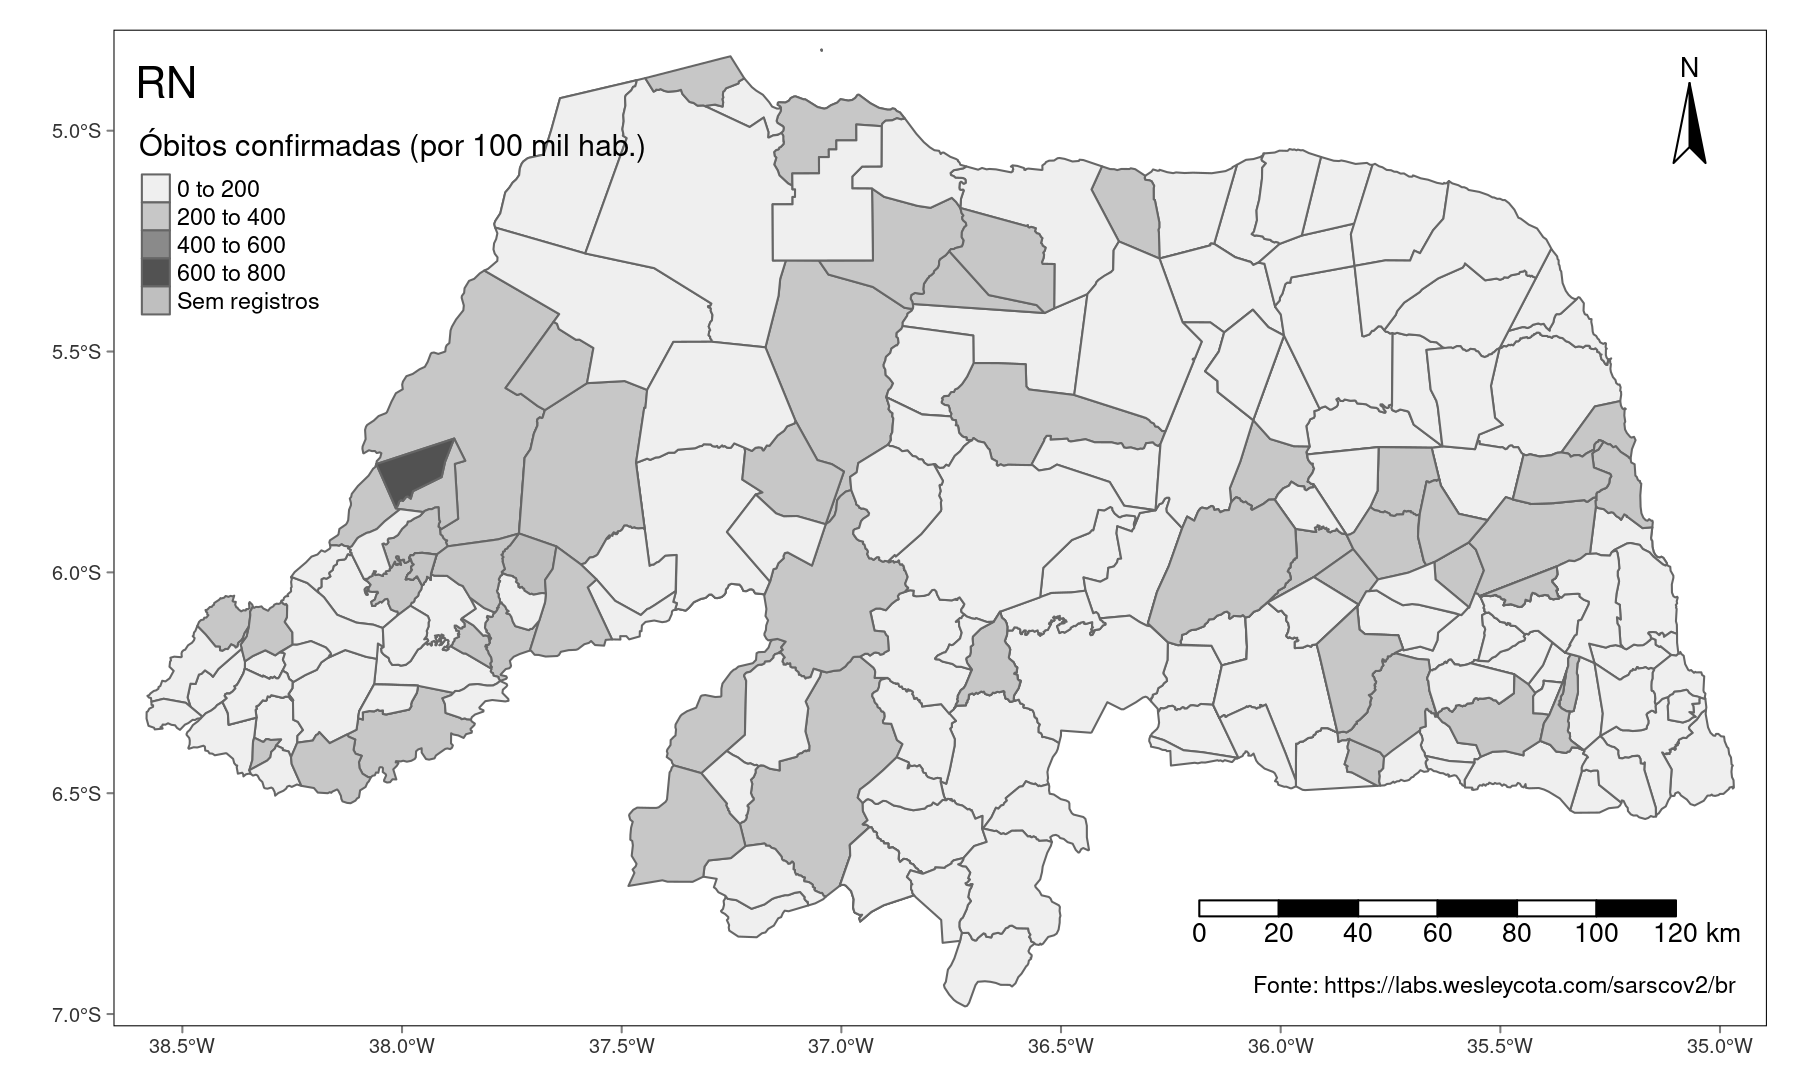 RN
N
Óbitos confirmadas (por 100 mil hab.)
0 to 200
200 to 400
400 to 600
600 to 800
Sem registros
5.0°S
5.5°S
6.0°S
6.5°S
7.0°S
0 20 40 60 80 100 120 km
Fonte: https://labs.wesleycota.com/sarscov2/br
38.5°W 38.0°W 37.5°W 37.0°W 36.5°W 36.0°W 35.5°W 35.0°W